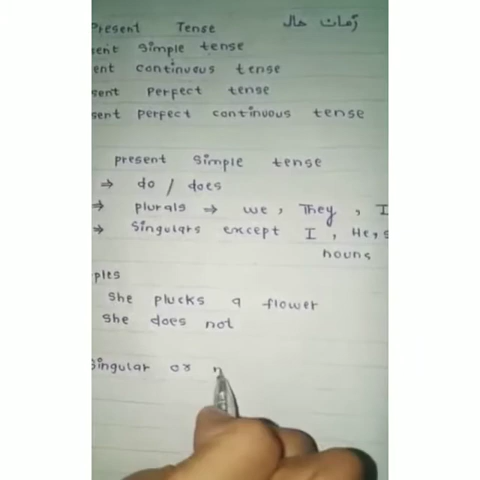 Present Tense زمانہ حال
sent Simple tense
ent Continuous tense
sent Perfect tense
sent perfect continuous tense
present Simple tense
⇒ do / does
⇒ plurals ⇒ we, They, I
⇒ Singulars except I, He, s
nouns
ples
She plucks a flower
She does not
Singular or n